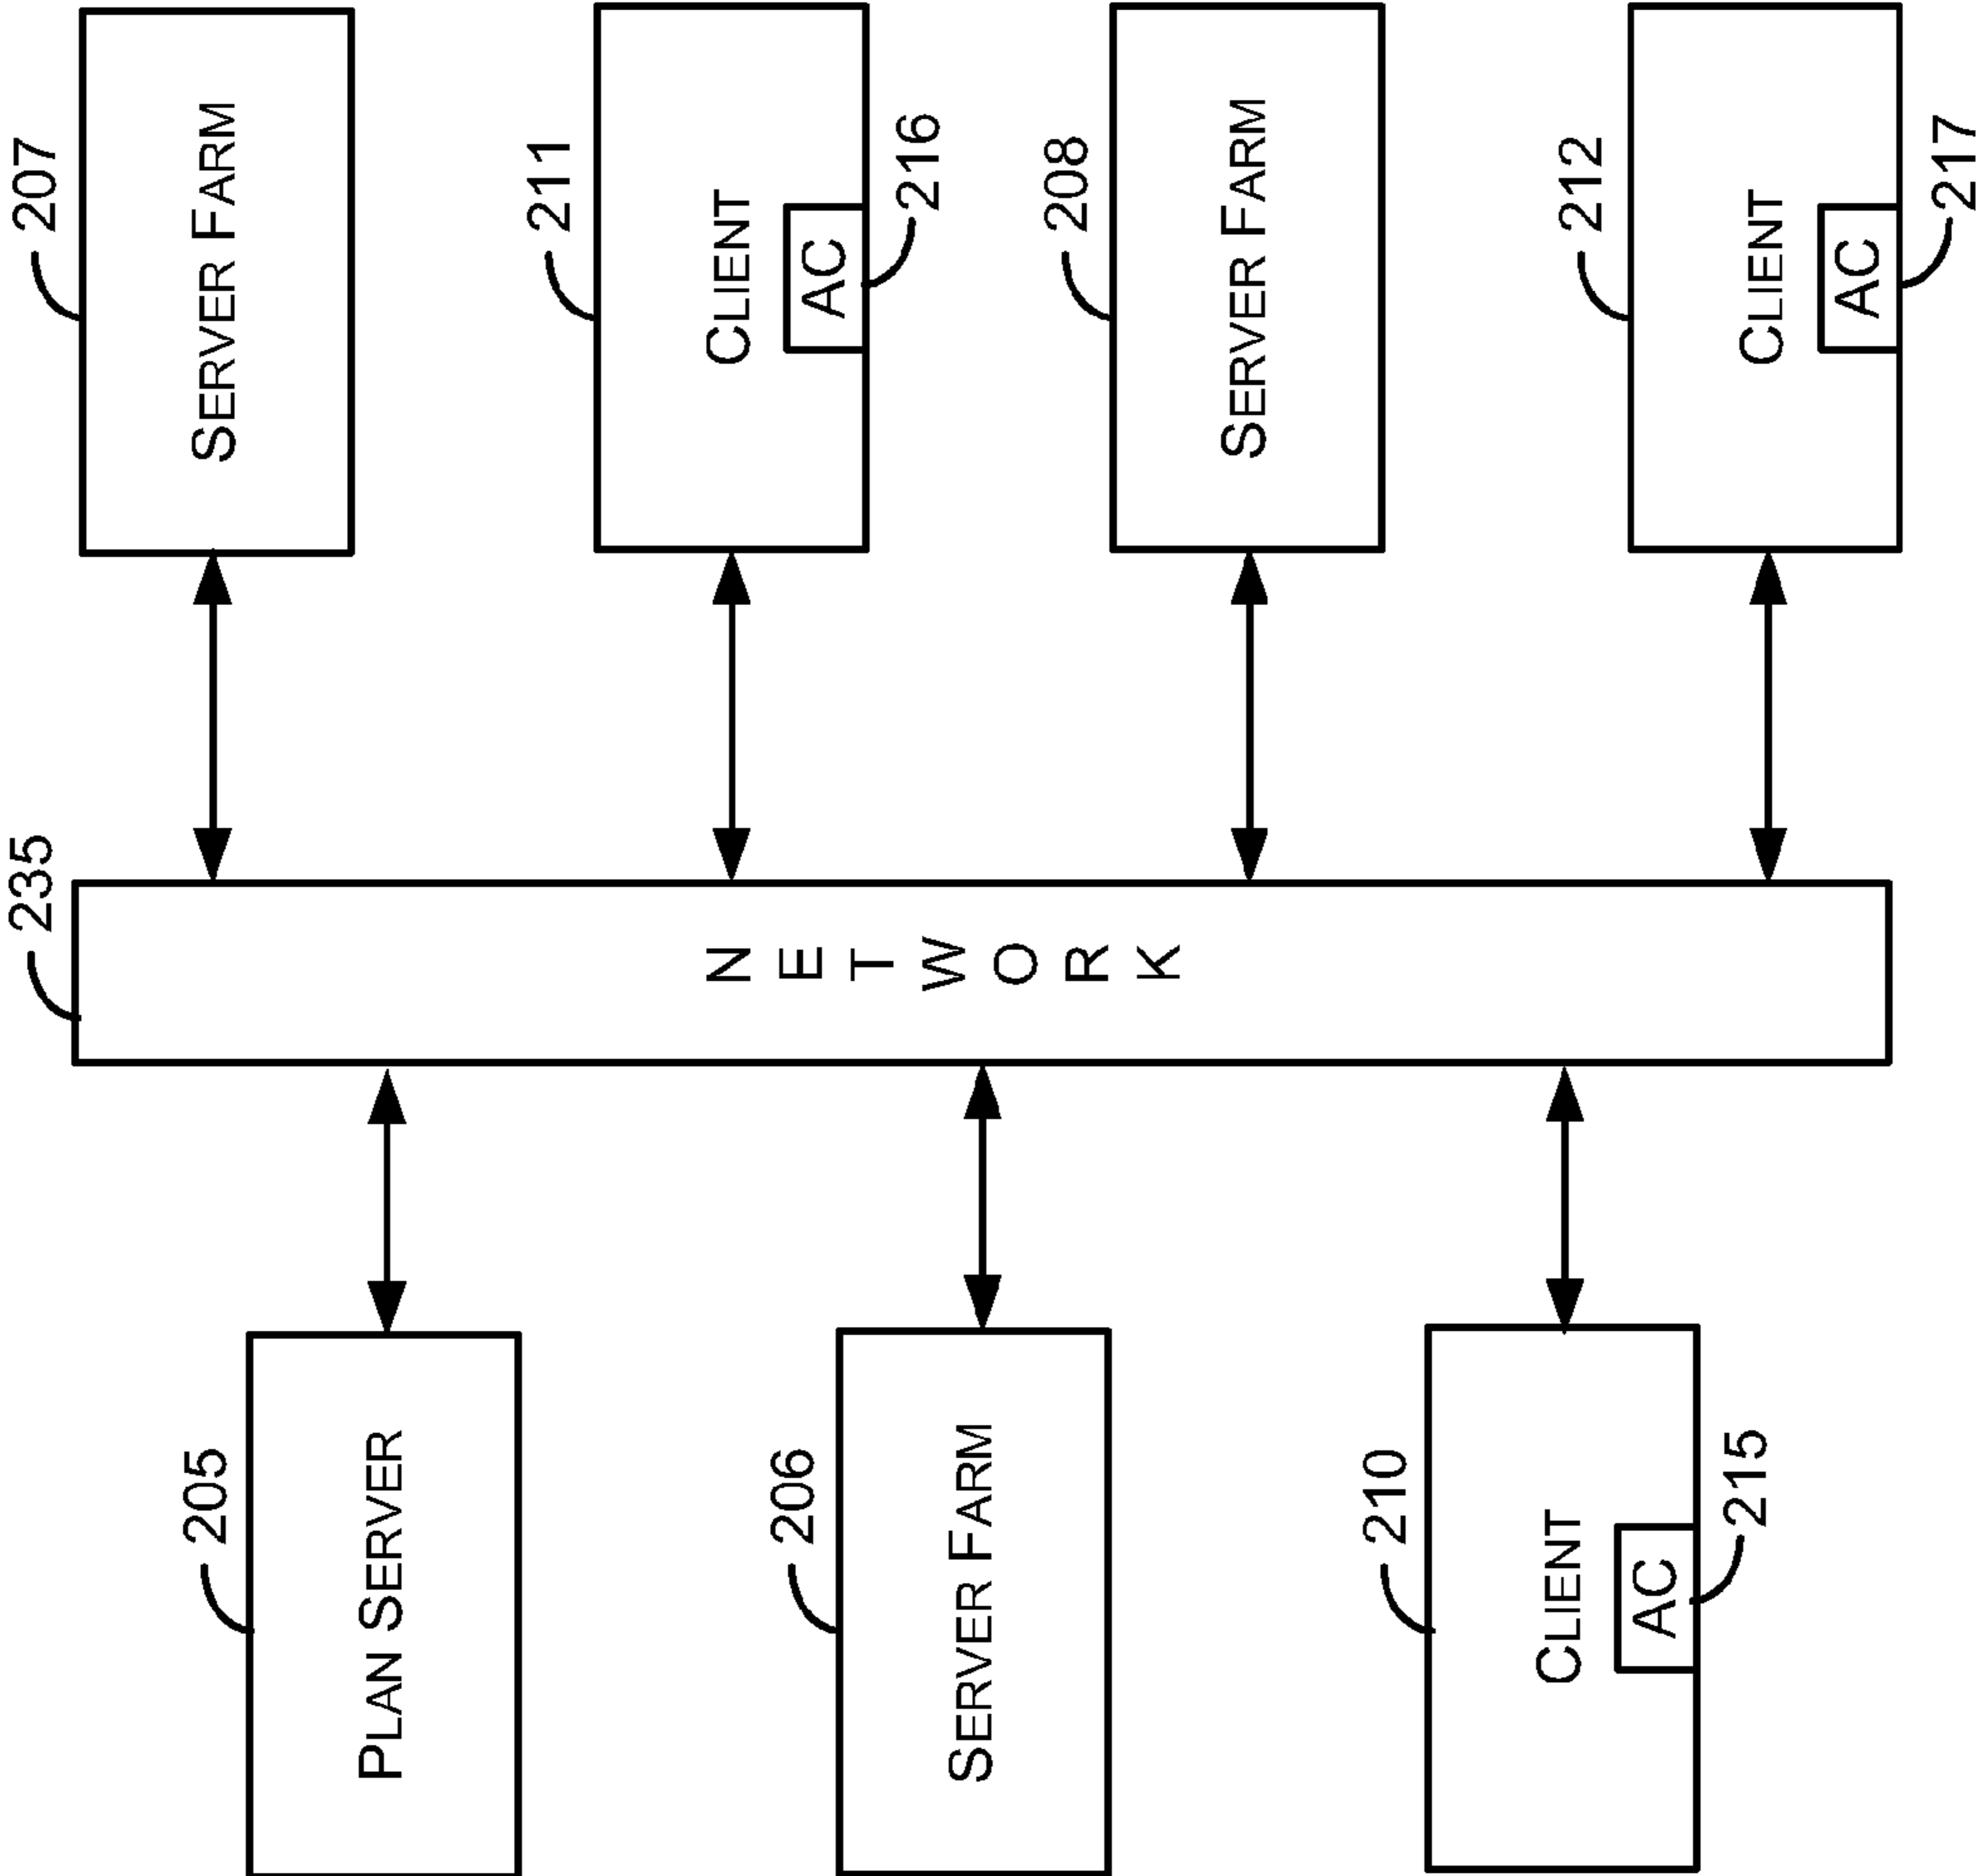 205
PLAN SERVER
206
SERVER FARM
210
CLIENT
AC
215
235
NETWORK
207
SERVER FARM
211
CLIENT
AC
216
208
SERVER FARM
212
CLIENT
AC
217